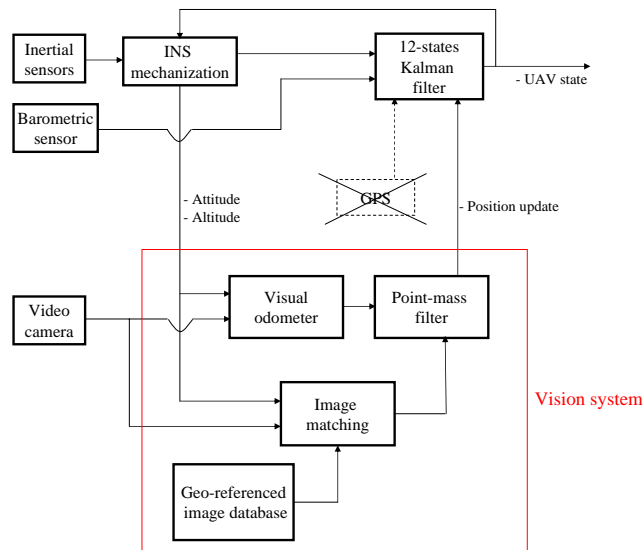 Inertial
sensors
INS
mechanization
12-states
Kalman
filter
- UAV state
Barometric
sensor
GPS
- Attitude
- Altitude
- Position update
Video
camera
Visual
odometer
Point-mass
filter
Image
matching
Vision system
Geo-referenced
image database